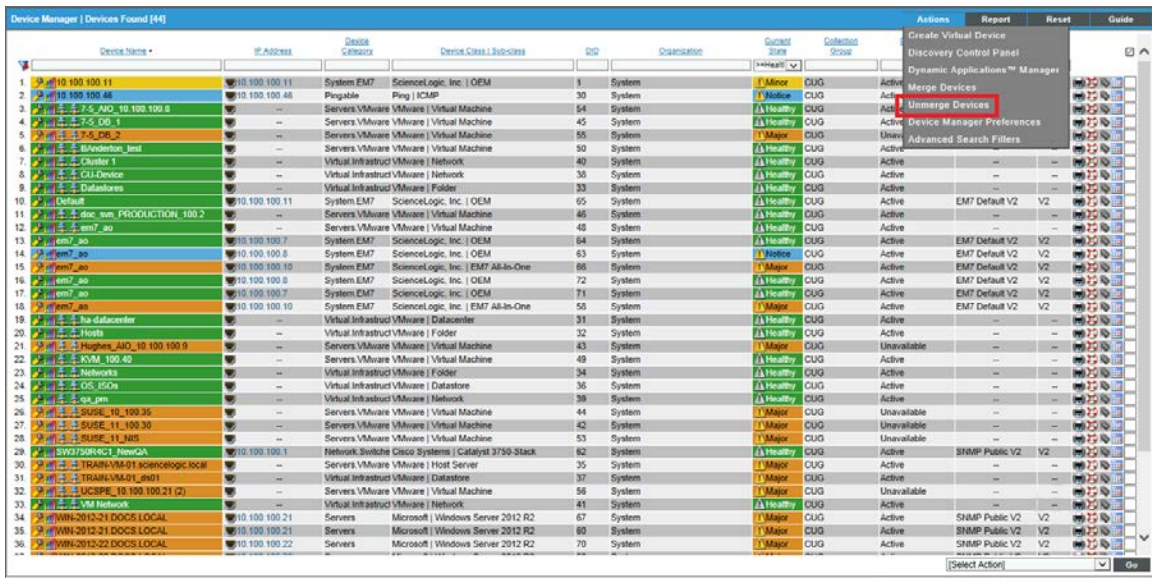 Device Manager | Devices Found [44] Actions Report Reset Guide
Create Virtual Device
Discovery Control Panel
Dynamic Applications™ Manager
Merge Devices
Unmerge Devices
Device Manager Preferences
Advanced Search Filters
Device Name • IP Address Device Category Device Class | Sub-class DID Organization Current State Collection Group
>=Healt
1. 10.100.100.11 10.100.100.11 System.EM7 ScienceLogic, Inc. | OEM 1 System Minor CUG Active
2. 10.100.100.46 10.100.100.46 Pingable Ping | ICMP 30 System Notice CUG Active
3. 7-5_AIO_10.100.100.8 -- Servers.VMware VMware | Virtual Machine 54 System Healthy CUG Active
4. 7-5_DB_1 -- Servers.VMware VMware | Virtual Machine 45 System Healthy CUG Active
5. 7-5_DB_2 -- Servers.VMware VMware | Virtual Machine 55 System Major CUG Unav
6. BAnderton_test -- Servers.VMware VMware | Virtual Machine 50 System Healthy CUG Active
7. Cluster 1 -- Virtual.Infrastruct VMware | Network 40 System Healthy CUG Active -- --
8. CU-Device -- Virtual.Infrastruct VMware | Network 38 System Healthy CUG Active -- --
9. Datastores -- Virtual.Infrastruct VMware | Folder 33 System Healthy CUG Active -- --
10. Default 10.100.100.11 System.EM7 ScienceLogic, Inc. | OEM 65 System Healthy CUG Active EM7 Default V2 V2
11. doc_svn_PRODUCTION_100.2 -- Servers.VMware VMware | Virtual Machine 46 System Healthy CUG Active -- --
12. em7_ao -- Servers.VMware VMware | Virtual Machine 48 System Healthy CUG Active -- --
13. em7_ao 10.100.100.7 System.EM7 ScienceLogic, Inc. | OEM 64 System Healthy CUG Active EM7 Default V2 V2
14. em7_ao 10.100.100.8 System.EM7 ScienceLogic, Inc. | OEM 63 System Notice CUG Active EM7 Default V2 V2
15. em7_ao 10.100.100.10 System.EM7 ScienceLogic, Inc. | EM7 All-In-One 66 System Major CUG Active EM7 Default V2 V2
16. em7_ao 10.100.100.8 System.EM7 ScienceLogic, Inc. | OEM 72 System Healthy CUG Active EM7 Default V2 V2
17. em7_ao 10.100.100.7 System.EM7 ScienceLogic, Inc. | OEM 71 System Healthy CUG Active EM7 Default V2 V2
18. em7_ao 10.100.100.10 System.EM7 ScienceLogic, Inc. | EM7 All-In-One 58 System Major CUG Active EM7 Default V2 V2
19. ha-datacenter -- Virtual.Infrastruct VMware | Datacenter 31 System Healthy CUG Active -- --
20. Hosts -- Virtual.Infrastruct VMware | Folder 32 System Healthy CUG Active -- --
21. Hughes_AIO_10.100.100.9 -- Servers.VMware VMware | Virtual Machine 43 System Major CUG Unavailable -- --
22. KVM_100.40 -- Servers.VMware VMware | Virtual Machine 49 System Healthy CUG Active -- --
23. Networks -- Virtual.Infrastruct VMware | Folder 34 System Healthy CUG Active -- --
24. OS_ISOs -- Virtual.Infrastruct VMware | Datastore 36 System Healthy CUG Active -- --
25. qa_pm -- Virtual.Infrastruct VMware | Network 39 System Healthy CUG Active -- --
26. SUSE_10_100.35 -- Servers.VMware VMware | Virtual Machine 44 System Major CUG Unavailable -- --
27. SUSE_11_100.30 -- Servers.VMware VMware | Virtual Machine 42 System Major CUG Unavailable -- --
28. SUSE_11_NIS -- Servers.VMware VMware | Virtual Machine 53 System Major CUG Unavailable -- --
29. SW3750R4C1_NewQA 10.100.100.1 Network.Switche Cisco Systems | Catalyst 3750-Stack 62 System Healthy CUG Active SNMP Public V2 V2
30. TRAIN-VM-01.sciencelogic.local -- Servers.VMware VMware | Host Server 35 System Major CUG Active -- --
31. TRAIN-VM-01_ds01 -- Virtual.Infrastruct VMware | Datastore 37 System Major CUG Active -- --
32. UCSPE_10.100.100.21 (2) -- Servers.VMware VMware | Virtual Machine 56 System Major CUG Unavailable -- --
33. VM Network -- Virtual.Infrastruct VMware | Network 41 System Healthy CUG Active -- --
34. WIN-2012-21.DOCS.LOCAL 10.100.100.21 Servers Microsoft | Windows Server 2012 R2 67 System Major CUG Active SNMP Public V2 V2
35. WIN-2012-21.DOCS.LOCAL 10.100.100.21 Servers Microsoft | Windows Server 2012 R2 60 System Major CUG Active SNMP Public V2 V2
36. WIN-2012-22.DOCS.LOCAL 10.100.100.22 Servers Microsoft | Windows Server 2012 R2 70 System Major CUG Active SNMP Public V2 V2
[Select Action] Go